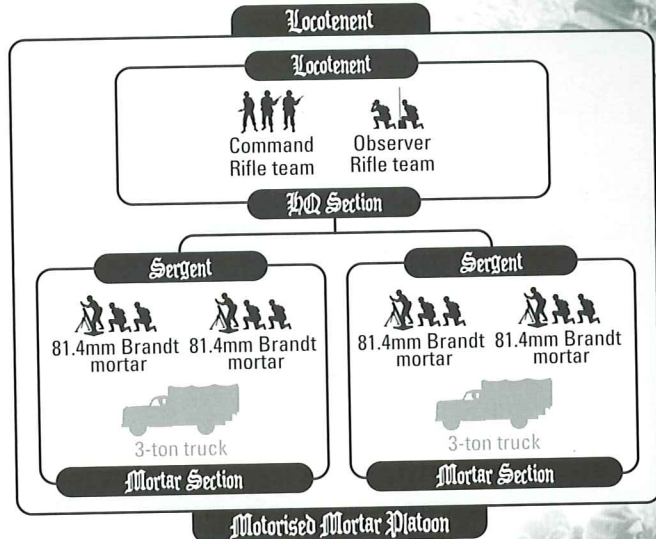 Locotenent
Locotenent
Command
Rifle team
Observer
Rifle team
HQ Section
Sergent
81.4mm Brandt
mortar
81.4mm Brandt
mortar
3-ton truck
Mortar Section
Sergent
81.4mm Brandt
mortar
81.4mm Brandt
mortar
3-ton truck
Mortar Section
Motorised Mortar Platoon